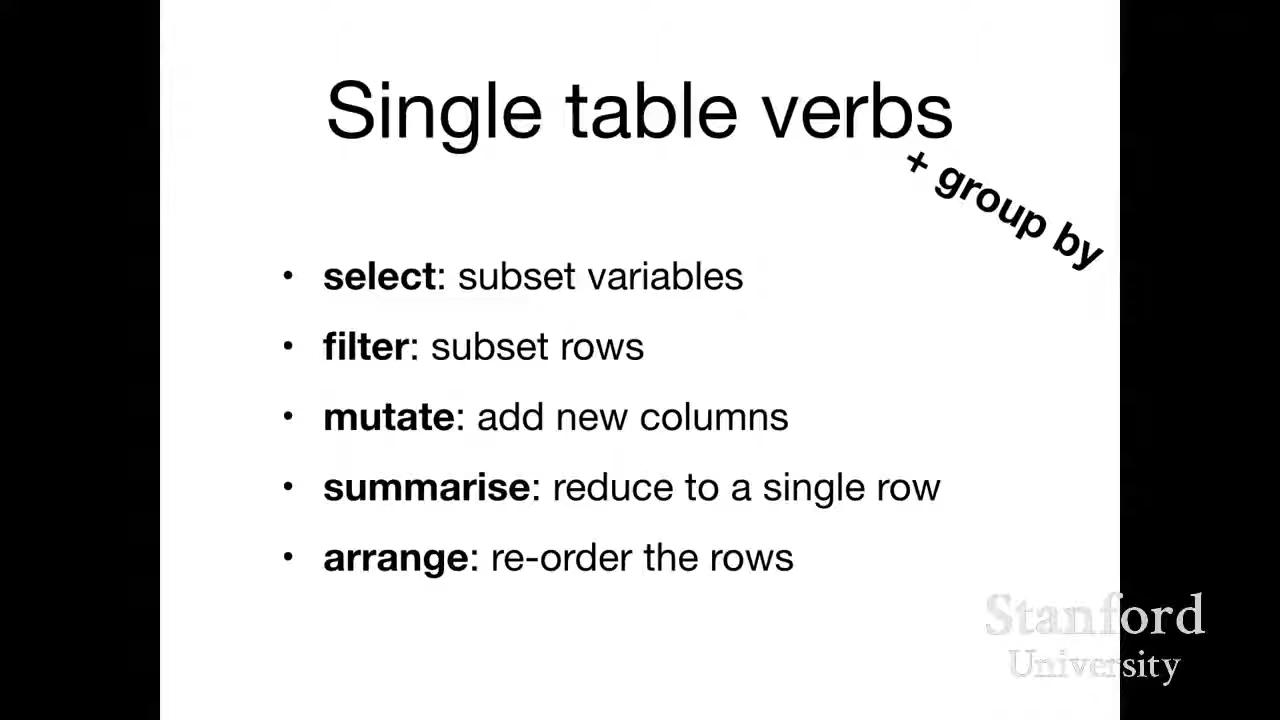 Single table verbs
+ group by
• select: subset variables
• filter: subset rows
• mutate: add new columns
• summarise: reduce to a single row
• arrange: re-order the rows
Stanford
University